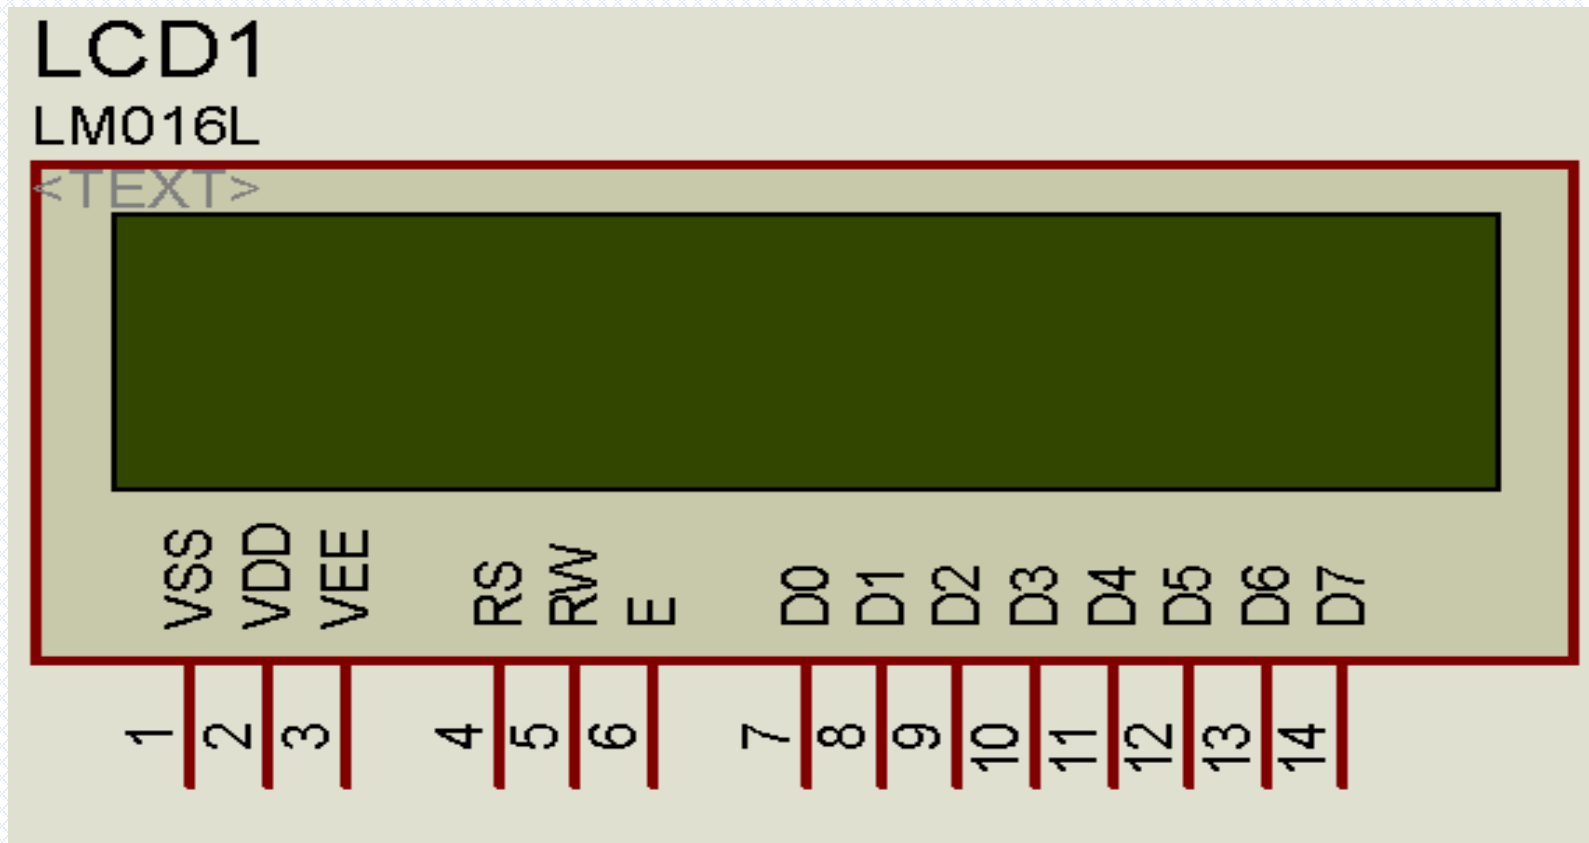 LCD1
LM016L
<TEXT>
VSS VDD VEE RS RW E D0 D1 D2 D3 D4 D5 D6 D7
1 2 3 4 5 6 7 8 9 10 11 12 13 14